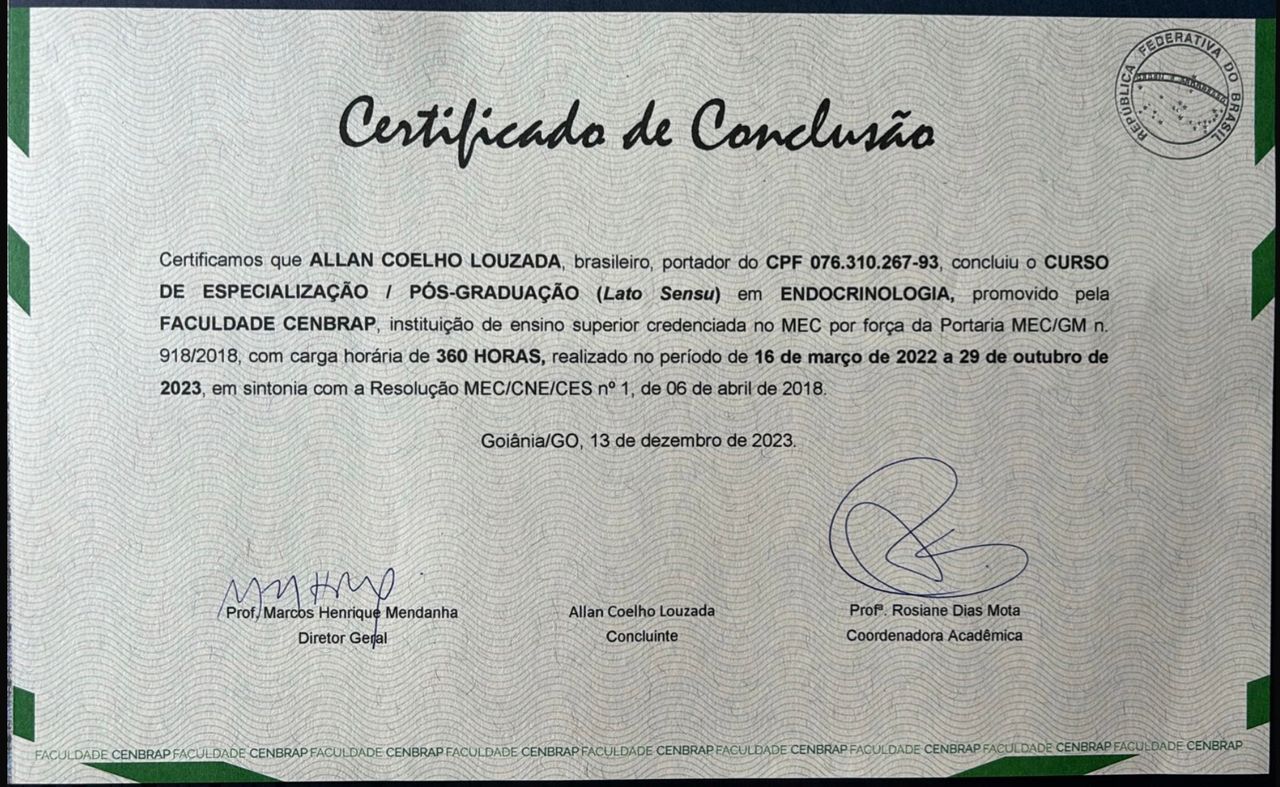 REPÚBLICA FEDERATIVA DO BRASIL
Certificado de Conclusão
Certificamos que ALLAN COELHO LOUZADA, brasileiro, portador do CPF 076.310.267-93, concluiu o CURSO
DE ESPECIALIZAÇÃO / PÓS-GRADUAÇÃO (Lato Sensu) em ENDOCRINOLOGIA, promovido pela
FACULDADE CENBRAP, instituição de ensino superior credenciada no MEC por força da Portaria MEC/GM n.
918/2018, com carga horária de 360 HORAS, realizado no período de 16 de março de 2022 a 29 de outubro de
2023, em sintonia com a Resolução MEC/CNE/CES nº 1, de 06 de abril de 2018.
Goiânia/GO, 13 de dezembro de 2023.
Prof. Marcos Henrique Mendanha
Diretor Geral
Allan Coelho Louzada
Concluinte
Profª. Rosiane Dias Mota
Coordenadora Acadêmica
FACULDADE CENBRAP FACULDADE CENBRAP FACULDADE CENBRAP FACULDADE CENBRAP FACULDADE CENBRAP FACULDADE CENBRAP FACULDADE CENBRAP FACULDADE CENBRAP FACULDADE CENBRAP